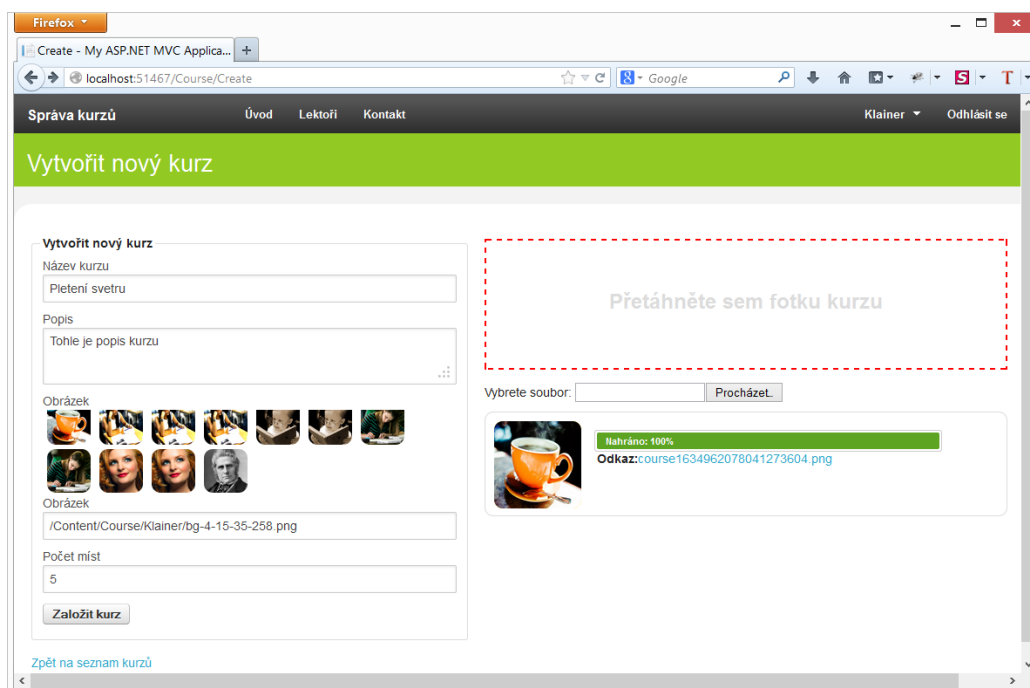 Firefox
Create - My ASP.NET MVC Applica...
localhost:51467/Course/Create
Google
Správa kurzů
Úvod
Lektoři
Kontakt
Klainer
Odhlásit se
Vytvořit nový kurz
Vytvořit nový kurz
Název kurzu
Pletení svetru
Popis
Tohle je popis kurzu
Obrázek
Obrázek
/Content/Course/Klainer/bg-4-15-35-258.png
Počet míst
5
Založit kurz
Zpět na seznam kurzů
Přetáhněte sem fotku kurzu
Vybrete soubor:
Procházet..
Nahráno: 100%
Odkaz:course1634962078041273604.png